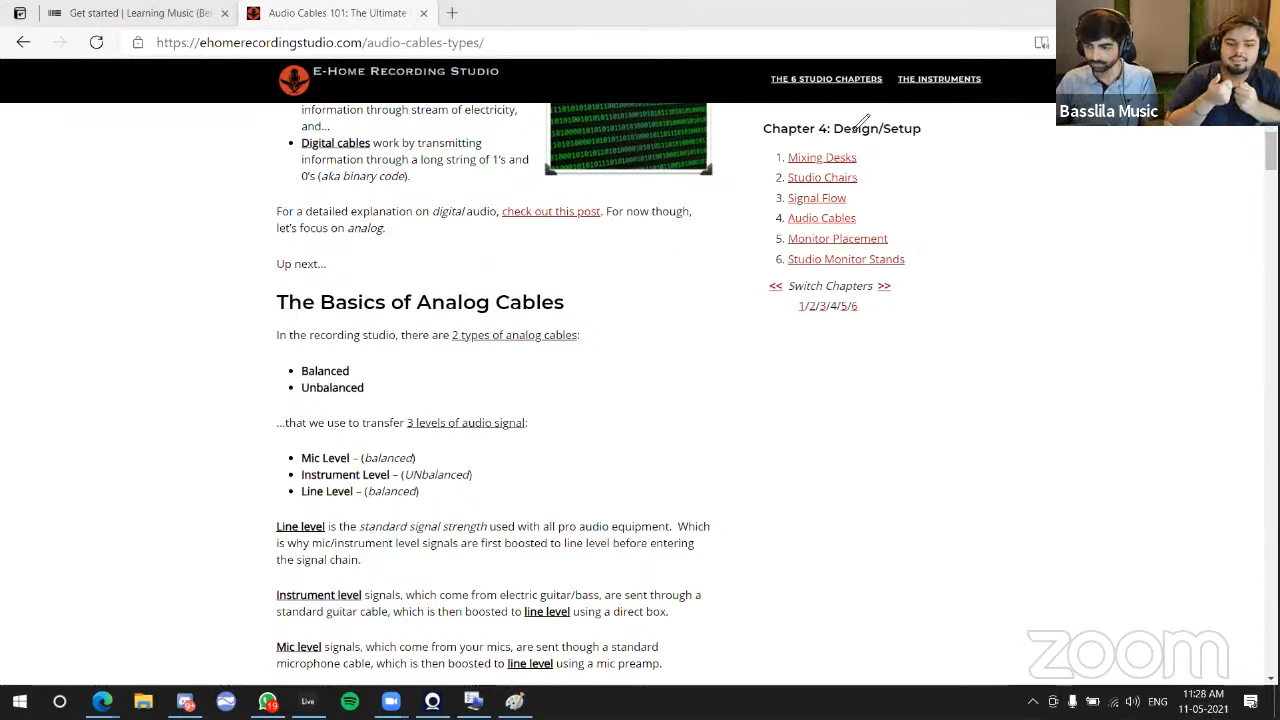 GetSetLive - Learning Music (Be
Audio Cables 101: The Ultimate
https://ehomerecordingstudio.com/audio-cables-types/
E-Home Recording Studio
THE 6 STUDIO CHAPTERS
THE INSTRUMENTS
Basslila Music
information through stream of electricity,
and...
Digital cables work by transmitting
information through a long string of 1's and
0's (aka binary code).
For a detailed explanation on digital audio, check out this post. For now though,
let's focus on analog.
Up next...
The Basics of Analog Cables
In the recording studio, there are 2 types of analog cables:
Balanced
Unbalanced
...that we use to transfer 3 levels of audio signal:
Mic Level – (balanced)
Instrument Level – (UNbalanced)
Line Level – (balanced)
Line level is the standard signal strength used with all pro audio equipment. Which
is why mic/instrument level signals are first boosted to line level before entering
the signal chain.
Instrument level signals, which come from electric guitar/bass, are sent through a
standard guitar cable, which is then boosted to line level using a direct box.
Mic level signals, which come from your mics, are sent though a standard
microphone cable, which is then boosted to line level using a mic preamp.
Chapter 4: Design/Setup
1. Mixing Desks
2. Studio Chairs
3. Signal Flow
4. Audio Cables
5. Monitor Placement
6. Studio Monitor Stands
<< Switch Chapters >>
1/2/3/4/5/6
zoom
19
Live
ENG
11:28 AM
11-05-2021